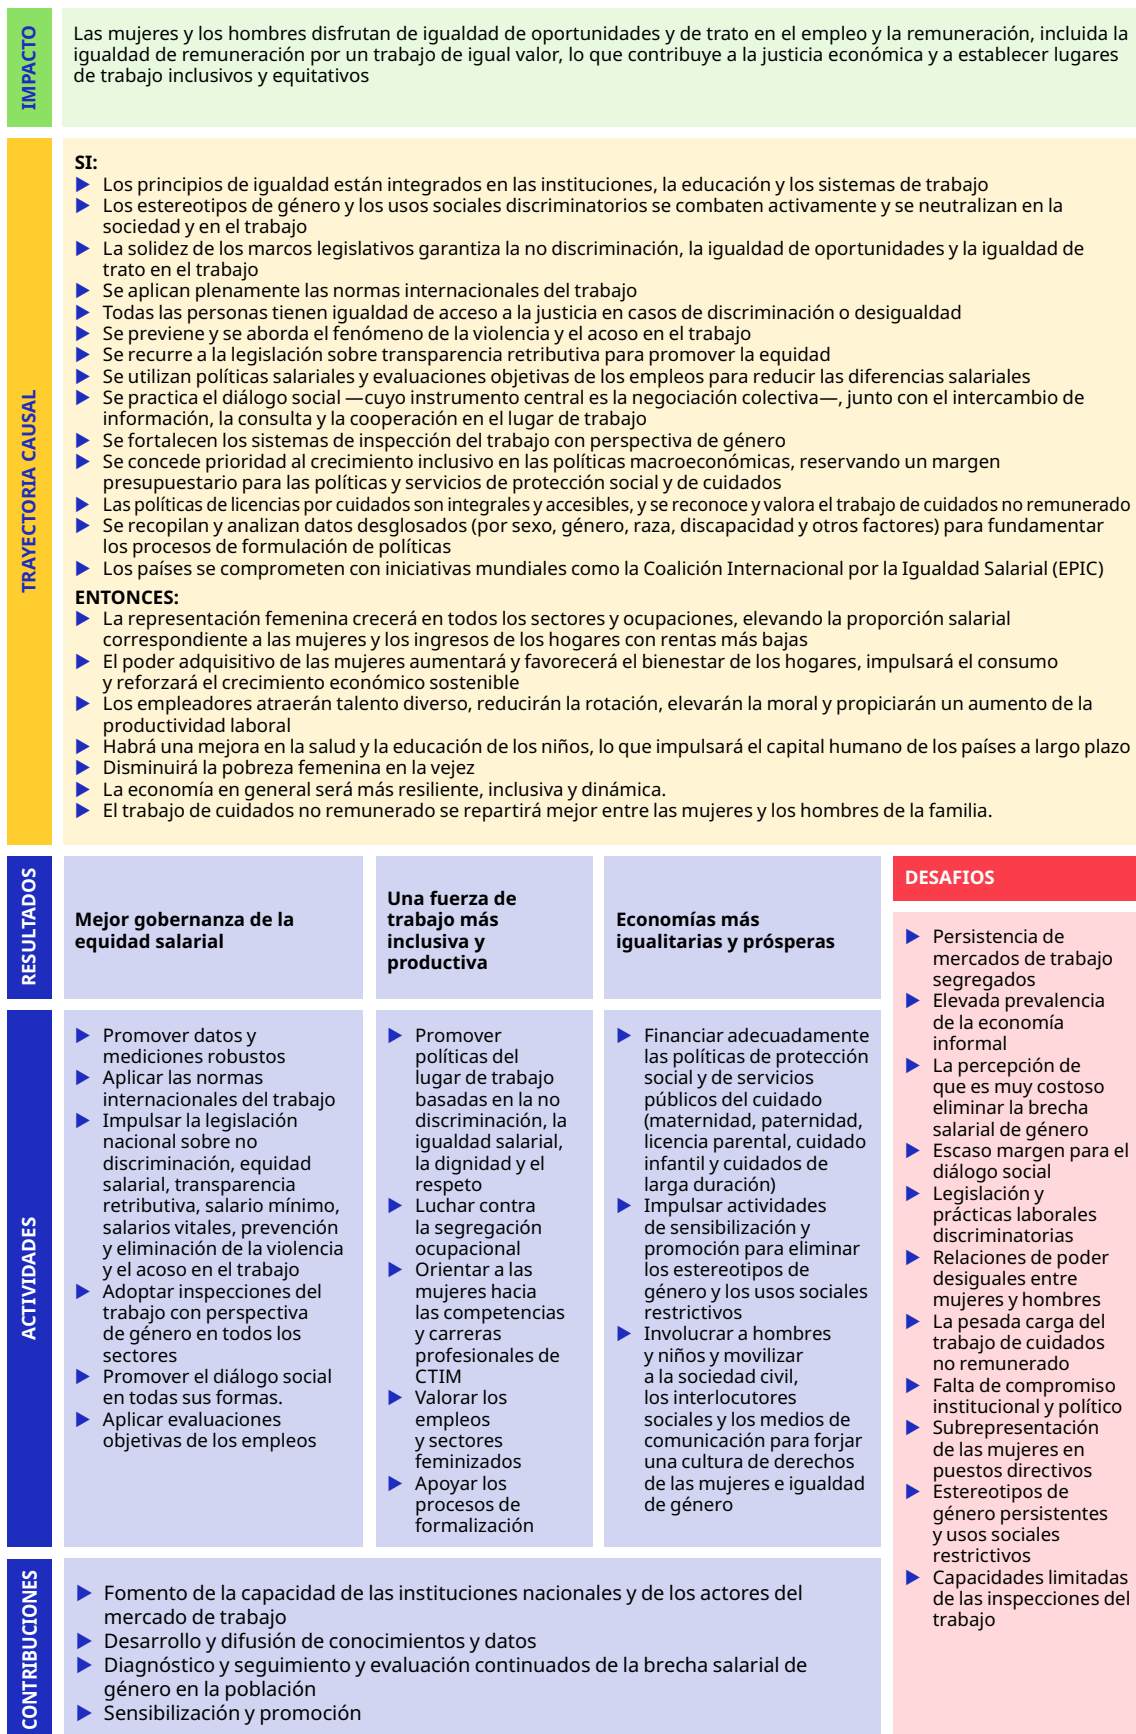 IMPACTO
Las mujeres y los hombres disfrutan de igualdad de oportunidades y de trato en el empleo y la remuneración, incluida la
igualdad de remuneración por un trabajo de igual valor, lo que contribuye a la justicia económica y a establecer lugares
de trabajo inclusivos y equitativos
TRAYECTORIA CAUSAL
SI:
▶ Los principios de igualdad están integrados en las instituciones, la educación y los sistemas de trabajo
▶ Los estereotipos de género y los usos sociales discriminatorios se combaten activamente y se neutralizan en la
sociedad y en el trabajo
▶ La solidez de los marcos legislativos garantiza la no discriminación, la igualdad de oportunidades y la igualdad de
trato en el trabajo
▶ Se aplican plenamente las normas internacionales del trabajo
▶ Todas las personas tienen igualdad de acceso a la justicia en casos de discriminación o desigualdad
▶ Se previene y se aborda el fenómeno de la violencia y el acoso en el trabajo
▶ Se recurre a la legislación sobre transparencia retributiva para promover la equidad
▶ Se utilizan políticas salariales y evaluaciones objetivas de los empleos para reducir las diferencias salariales
▶ Se practica el diálogo social —cuyo instrumento central es la negociación colectiva—, junto con el intercambio de
información, la consulta y la cooperación en el lugar de trabajo
▶ Se fortalecen los sistemas de inspección del trabajo con perspectiva de género
▶ Se concede prioridad al crecimiento inclusivo en las políticas macroeconómicas, reservando un margen
presupuestario para las políticas y servicios de protección social y de cuidados
▶ Las políticas de licencias por cuidados son integrales y accesibles, y se reconoce y valora el trabajo de cuidados no remunerado
▶ Se recopilan y analizan datos desglosados (por sexo, género, raza, discapacidad y otros factores) para fundamentar
los procesos de formulación de políticas
▶ Los países se comprometen con iniciativas mundiales como la Coalición Internacional por la Igualdad Salarial (EPIC)
ENTONCES:
▶ La representación femenina crecerá en todos los sectores y ocupaciones, elevando la proporción salarial
correspondiente a las mujeres y los ingresos de los hogares con rentas más bajas
▶ El poder adquisitivo de las mujeres aumentará y favorecerá el bienestar de los hogares, impulsará el consumo
y reforzará el crecimiento económico sostenible
▶ Los empleadores atraerán talento diverso, reducirán la rotación, elevarán la moral y propiciarán un aumento de la
productividad laboral
▶ Habrá una mejora en la salud y la educación de los niños, lo que impulsará el capital humano de los países a largo plazo
▶ Disminuirá la pobreza femenina en la vejez
▶ La economía en general será más resiliente, inclusiva y dinámica.
▶ El trabajo de cuidados no remunerado se repartirá mejor entre las mujeres y los hombres de la familia.
RESULTADOS
Mejor gobernanza de la
equidad salarial
Una fuerza de
trabajo más
inclusiva y
productiva
Economías más
igualitarias y prósperas
ACTIVIDADES
▶ Promover datos y
mediciones robustos
▶ Aplicar las normas
internacionales del trabajo
▶ Impulsar la legislación
nacional sobre no
discriminación, equidad
salarial, transparencia
retributiva, salario mínimo,
salarios vitales, prevención
y eliminación de la violencia
y el acoso en el trabajo
▶ Adoptar inspecciones del
trabajo con perspectiva
de género en todos los
sectores
▶ Promover el diálogo social
en todas sus formas.
▶ Aplicar evaluaciones
objetivas de los empleos
▶ Promover
políticas del
lugar de trabajo
basadas en la no
discriminación, la
igualdad salarial,
la dignidad y el
respeto
▶ Luchar contra
la segregación
ocupacional
▶ Orientar a las
mujeres hacia
las competencias
y carreras
profesionales de
CTIM
▶ Valorar los
empleos
y sectores
feminizados
▶ Apoyar los
procesos de
formalización
▶ Financiar adecuadamente
las políticas de protección
social y de servicios
públicos del cuidado
(maternidad, paternidad,
licencia parental, cuidado
infantil y cuidados de
larga duración)
▶ Impulsar actividades
de sensibilización y
promoción para eliminar
los estereotipos de
género y los usos sociales
restrictivos
▶ Involucrar a hombres
y niños y movilizar
a la sociedad civil,
los interlocutores
sociales y los medios de
comunicación para forjar
una cultura de derechos
de las mujeres e igualdad
de género
CONTRIBUCIONES
▶ Fomento de la capacidad de las instituciones nacionales y de los actores del
mercado de trabajo
▶ Desarrollo y difusión de conocimientos y datos
▶ Diagnóstico y seguimiento y evaluación continuados de la brecha salarial de
género en la población
▶ Sensibilización y promoción
DESAFIOS
▶ Persistencia de
mercados de trabajo
segregados
▶ Elevada prevalencia
de la economía
informal
▶ La percepción de
que es muy costoso
eliminar la brecha
salarial de género
▶ Escaso margen para el
diálogo social
▶ Legislación y
prácticas laborales
discriminatorias
▶ Relaciones de poder
desiguales entre
mujeres y hombres
▶ La pesada carga del
trabajo de cuidados
no remunerado
▶ Falta de compromiso
institucional y político
▶ Subrepresentación
de las mujeres en
puestos directivos
▶ Estereotipos de
género persistentes
y usos sociales
restrictivos
▶ Capacidades limitadas
de las inspecciones del
trabajo